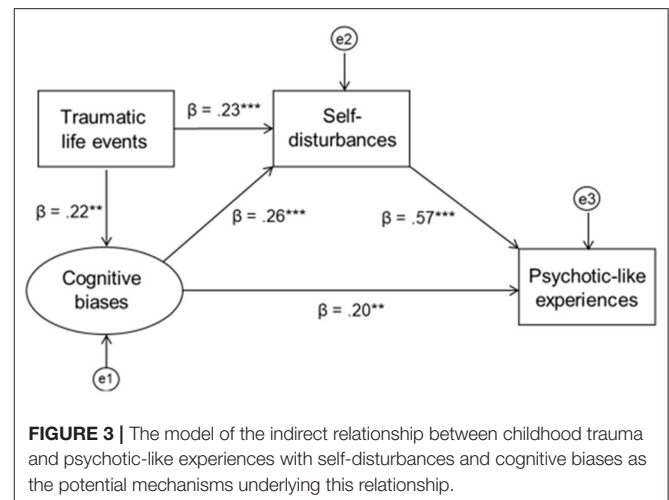 e2
Traumatic
life events
β = .23***
Self-
disturbances
β = .22**
β = .26***
β = .57***
e3
Cognitive
biases
Psychotic-like
experiences
β = .20**
e1
FIGURE 3 | The model of the indirect relationship between childhood trauma
and psychotic-like experiences with self-disturbances and cognitive biases as
the potential mechanisms underlying this relationship.